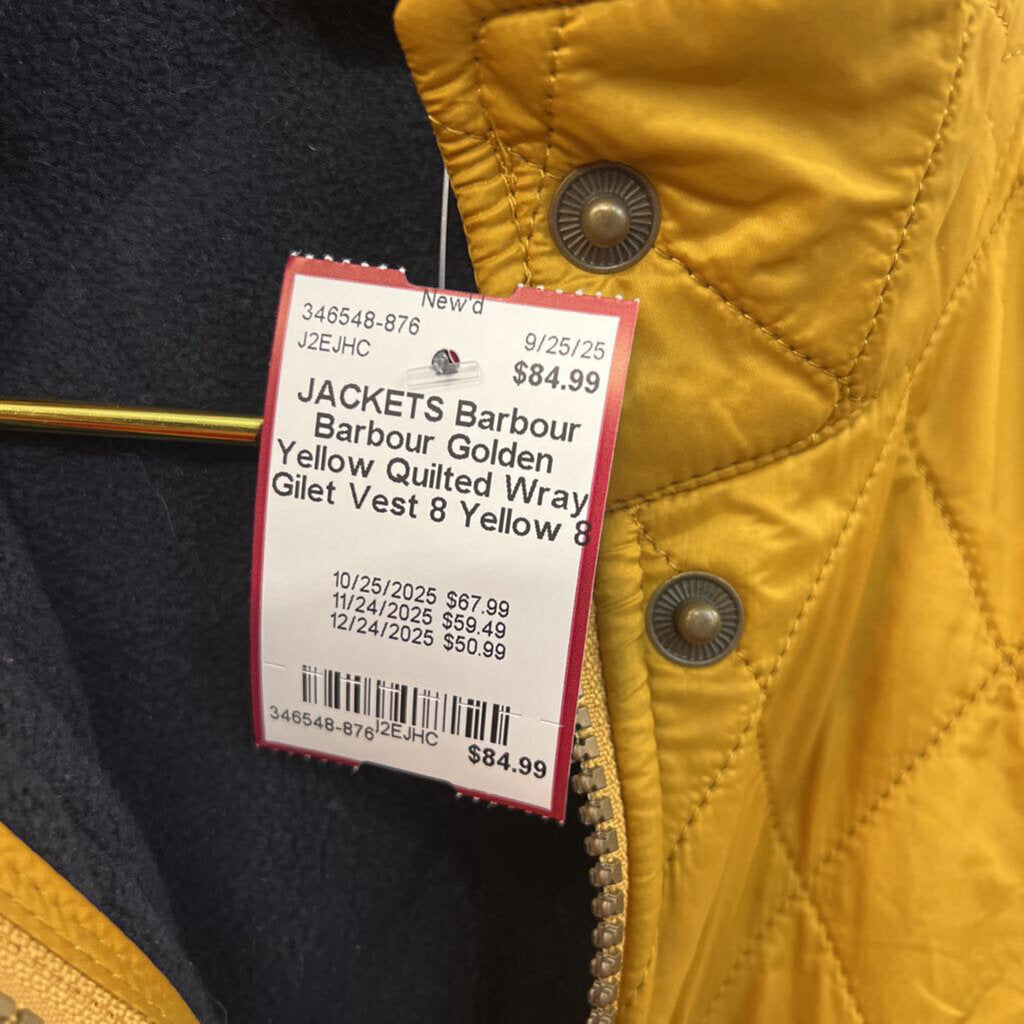 New'd
346548-876
9/25/25
J2EJHC
$84.99
JACKETS Barbour
Barbour Golden
Yellow Quilted Wray
Gilet Vest 8 Yellow 8
10/25/2025 $67.99
11/24/2025 $59.49
12/24/2025 $50.99
346548-876 J2EJHC
$84.99